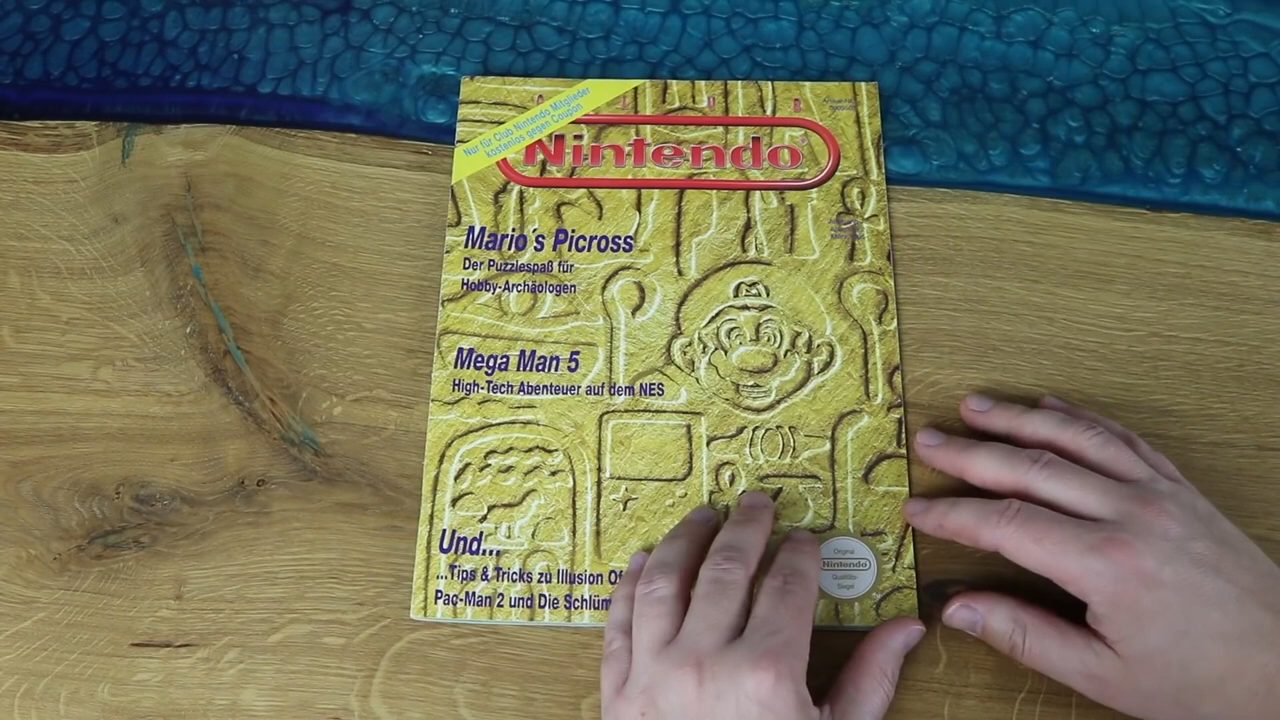 Nur für Club Nintendo Mitglieder
kostenlos gegen Coupon
Nintendo
Mario's Picross
Der Puzzlespaß für
Hobby-Archäologen
Mega Man 5
High-Tech Abenteuer auf dem NES
Und...
...Tips & Tricks zu Illusion
Pac-Man 2 und Die
Original
Nintendo
Qualitäts-
Siegel